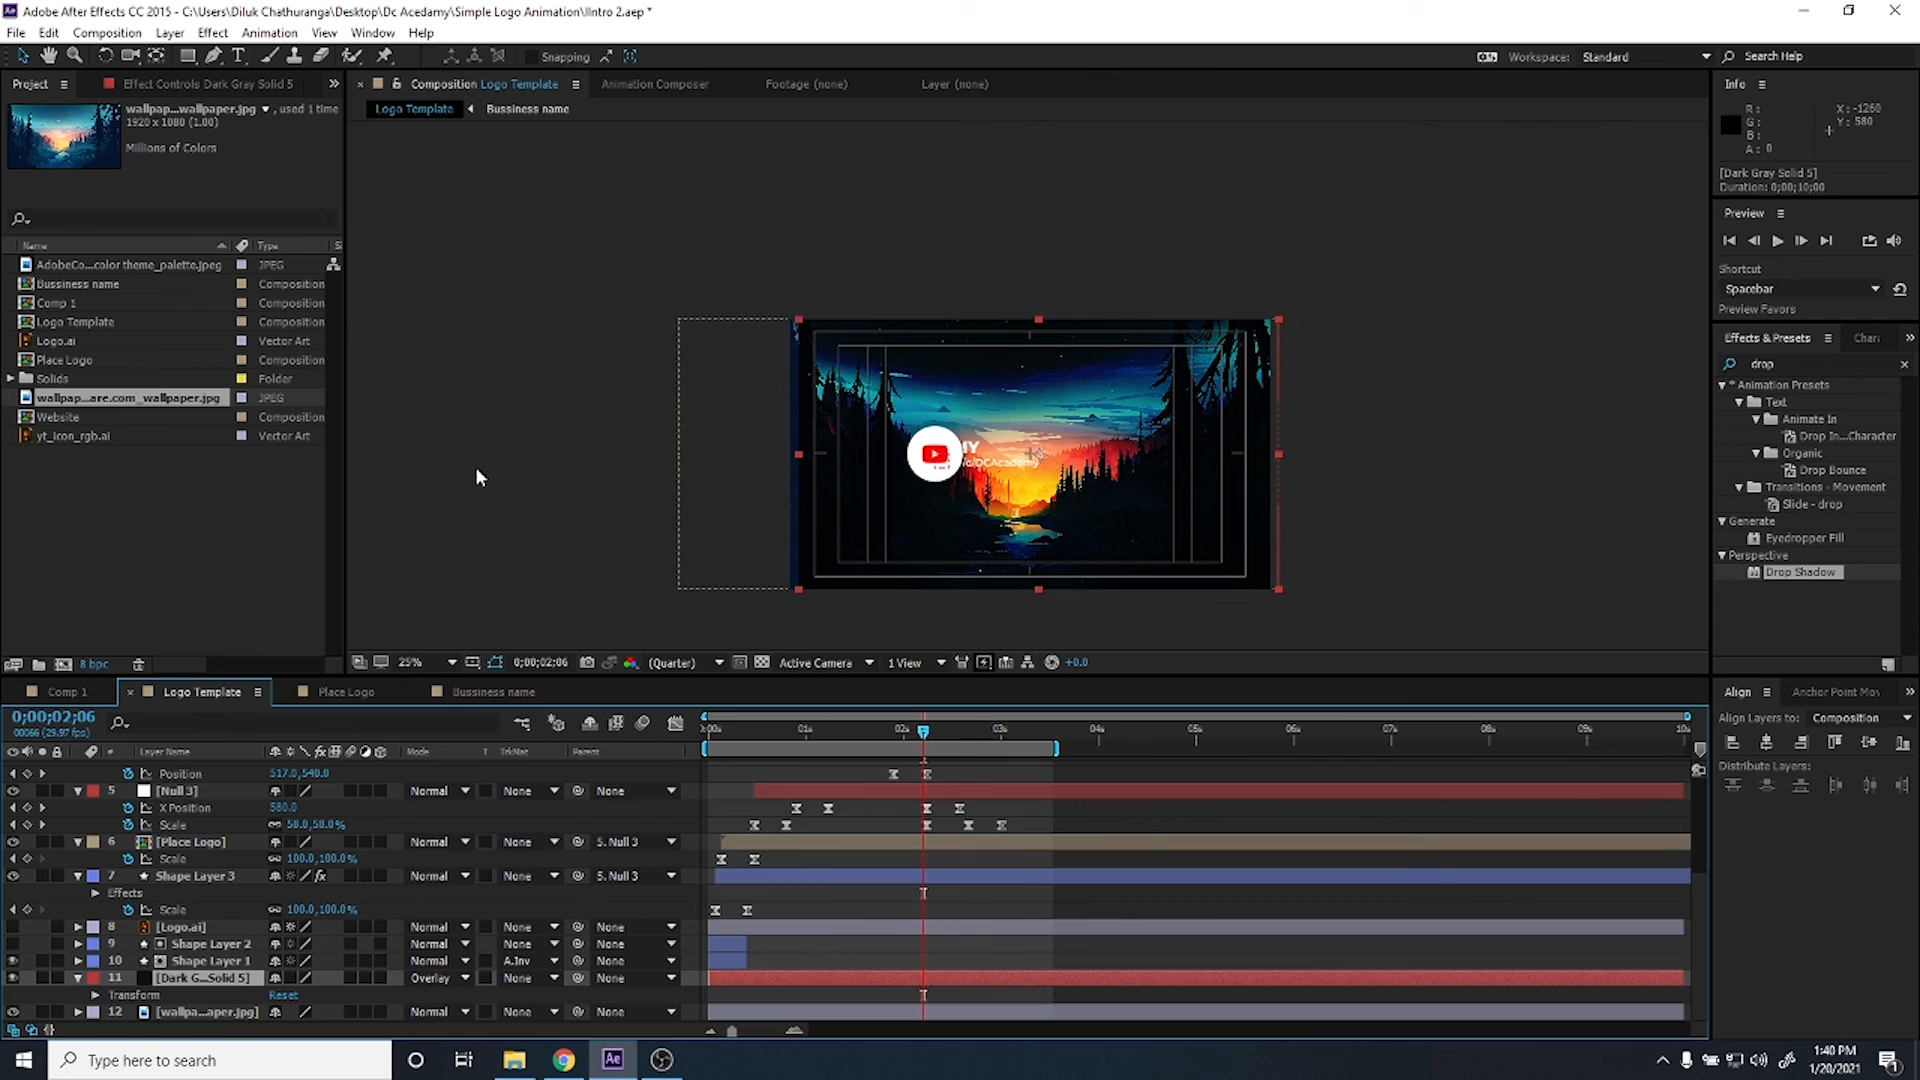 Adobe After Effects CC 2015 - C:\Users\Diluk Chathuranga\Desktop\Dc Acedamy\Simple Logo Animation\Intro 2.aep *
File Edit Composition Layer Effect Animation View Window Help
Snapping
Workspace: Standard
Search Help
Project
Effect Controls Dark Gray Solid 5
wallpap...wallpaper.jpg , used 1 time
1920 x 1080 (1.00)
Millions of Colors
Name Type
AdobeCo...color theme_palette.jpeg JPEG
Bussiness name Composition
Comp 1 Composition
Logo Template Composition
Logo.ai Vector Art
Place Logo Composition
Solids Folder
wallpap...are.com_wallpaper.jpg JPEG
Website Composition
yt_icon_rgb.ai Vector Art
8 bpc
Composition Logo Template
Animation Composer
Footage (none)
Layer (none)
Logo Template Bussiness name
MY
/c/DCAcademy
25% 0;00;02;06 (Quarter) Active Camera 1 View +0.0
Info
R:
G:
B:
A: 0
X: -1260
Y: 580
[Dark Gray Solid 5]
Duration: 0;00;10;00
Preview
Shortcut
Spacebar
Preview Favors
Effects & Presets
drop
* Animation Presets
Text
Animate In
Drop In...Character
Organic
Drop Bounce
Transitions - Movement
Slide - drop
Generate
Eyedropper Fill
Perspective
Drop Shadow
Align
Anchor Point Mov
Align Layers to: Composition
Distribute Layers:
Comp 1
Logo Template
Place Logo
Bussiness name
0;00;02;06
00066 (29.97 fps)
01s 02s 03s 04s 05s 06s 07s 08s 09s 10s
# Layer Name Mode T TrkMat Parent
Position 517.0,540.0
5 [Null 3] Normal None None
X Position 580.0
Scale 58.0,58.0%
6 [Place Logo] Normal None 5. Null 3
Scale 100.0,100.0%
7 Shape Layer 3 Normal None 5. Null 3
Effects
Scale 100.0,100.0%
8 [Logo.ai] Normal None None
9 Shape Layer 2 Normal None None
10 Shape Layer 1 Normal A.Inv None
11 [Dark G...Solid 5] Overlay None None
Transform Reset
12 [wallpa...aper.jpg] Normal None None
Type here to search
1:40 PM
1/20/2021